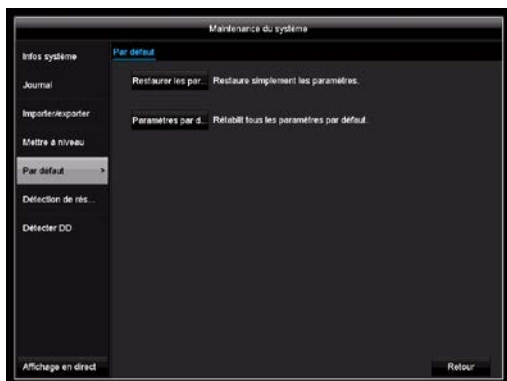 Maintenance du système
Infos système
Par défaut
Journal
Restaurer les par... Restaure simplement les paramètres.
Importer/exporter
Paramètres par d... Rétablit tous les paramètres par défaut.
Mettre à niveau
Par défaut >
Détection de rés...
Détecter DD
Affichage en direct
Retour